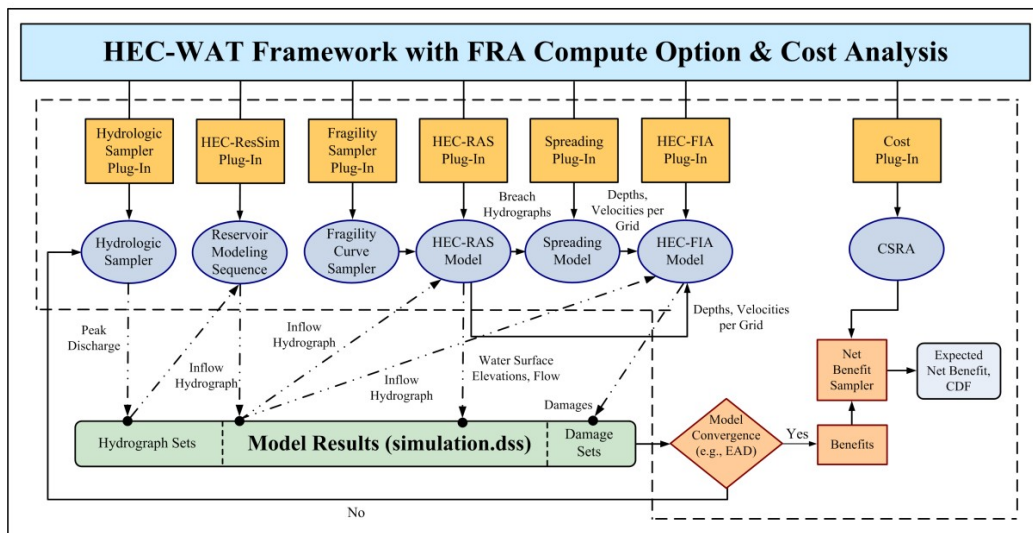 HEC-WAT Framework with FRA Compute Option & Cost Analysis
Hydrologic
Sampler
Plug-In
HEC-ResSim
Plug-In
Fragility
Sampler
Plug-In
HEC-RAS
Plug-In
Spreading
Plug-In
HEC-FIA
Plug-In
Cost
Plug-In
Breach
Hydrographs
Depths,
Velocities per
Grid
Hydrologic
Sampler
Reservoir
Modeling
Sequence
Fragility
Curve
Sampler
HEC-RAS
Model
Spreading
Model
HEC-FIA
Model
CSRA
Peak
Discharge
Inflow
Hydrograph
Inflow
Hydrograph
Inflow
Hydrograph
Water Surface
Elevations, Flow
Depths, Velocities
per Grid
Damages
Net
Benefit
Sampler
Expected
Net Benefit,
CDF
Hydrograph Sets
Model Results (simulation.dss)
Damage
Sets
Model
Convergence
(e.g., EAD)
Yes
Benefits
No